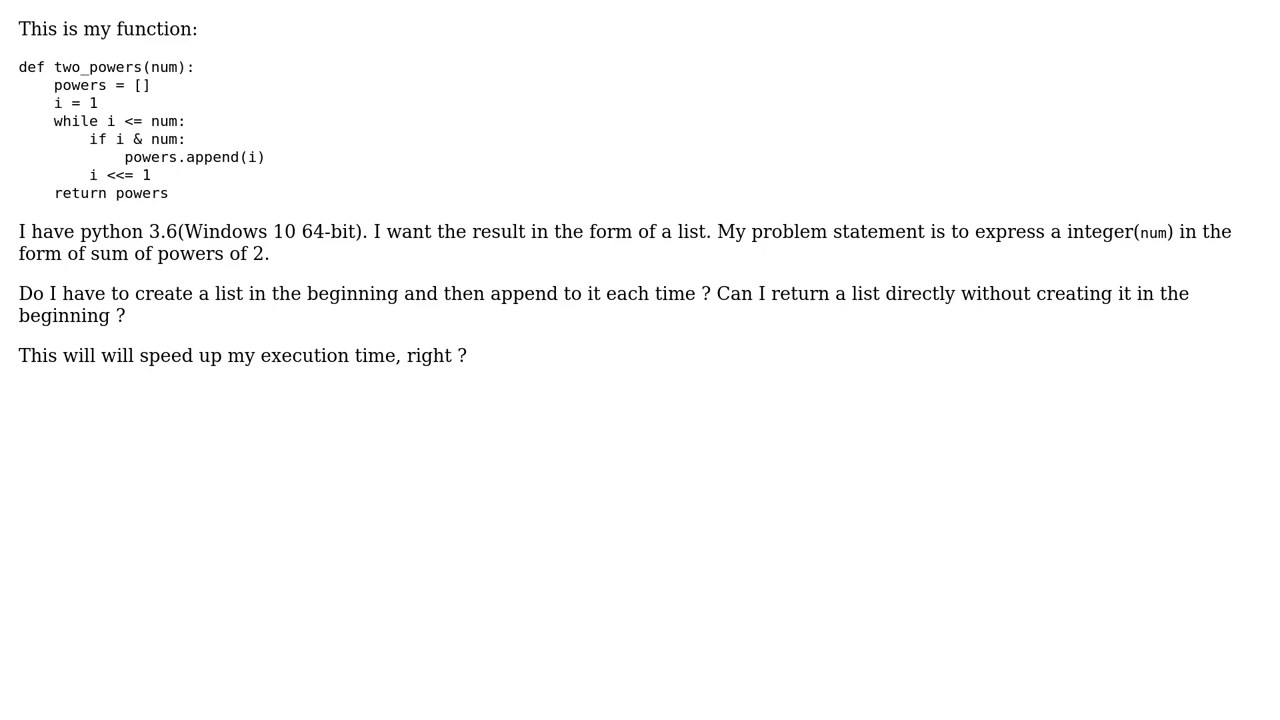 This is my function:
def two_powers(num):
    powers = []
    i = 1
    while i <= num:
        if i & num:
            powers.append(i)
        i <<= 1
    return powers
I have python 3.6(Windows 10 64-bit). I want the result in the form of a list. My problem statement is to express a integer(num) in the
form of sum of powers of 2.
Do I have to create a list in the beginning and then append to it each time ? Can I return a list directly without creating it in the
beginning ?
This will will speed up my execution time, right ?